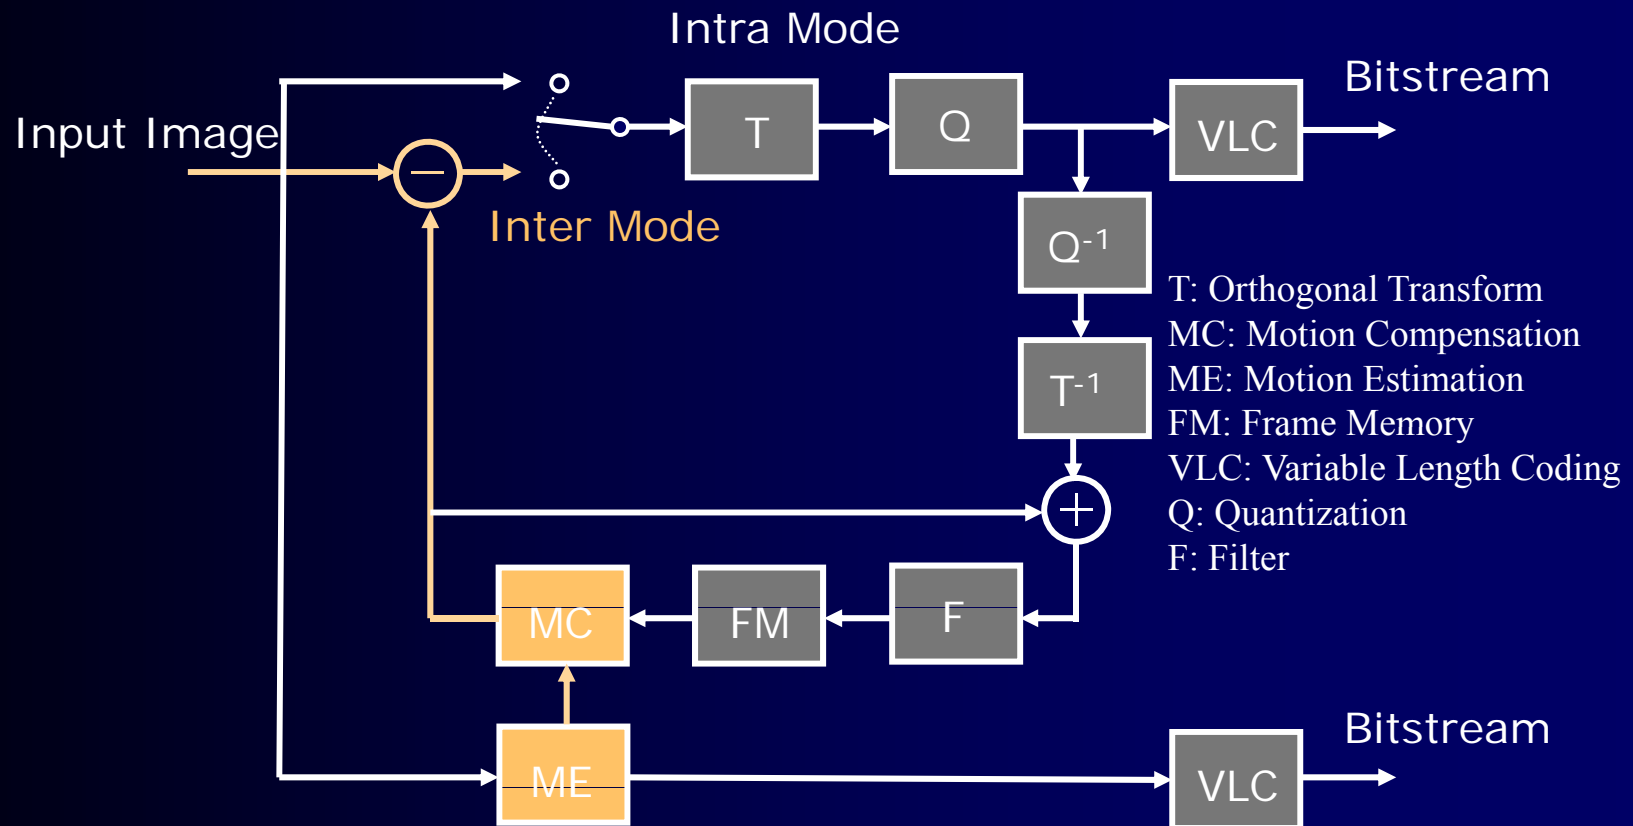 Intra Mode
Bitstream
Input Image
T
Q
VLC
Inter Mode
Q-1
T-1
T: Orthogonal Transform
MC: Motion Compensation
ME: Motion Estimation
FM: Frame Memory
VLC: Variable Length Coding
Q: Quantization
F: Filter
MC
FM
F
Bitstream
ME
VLC